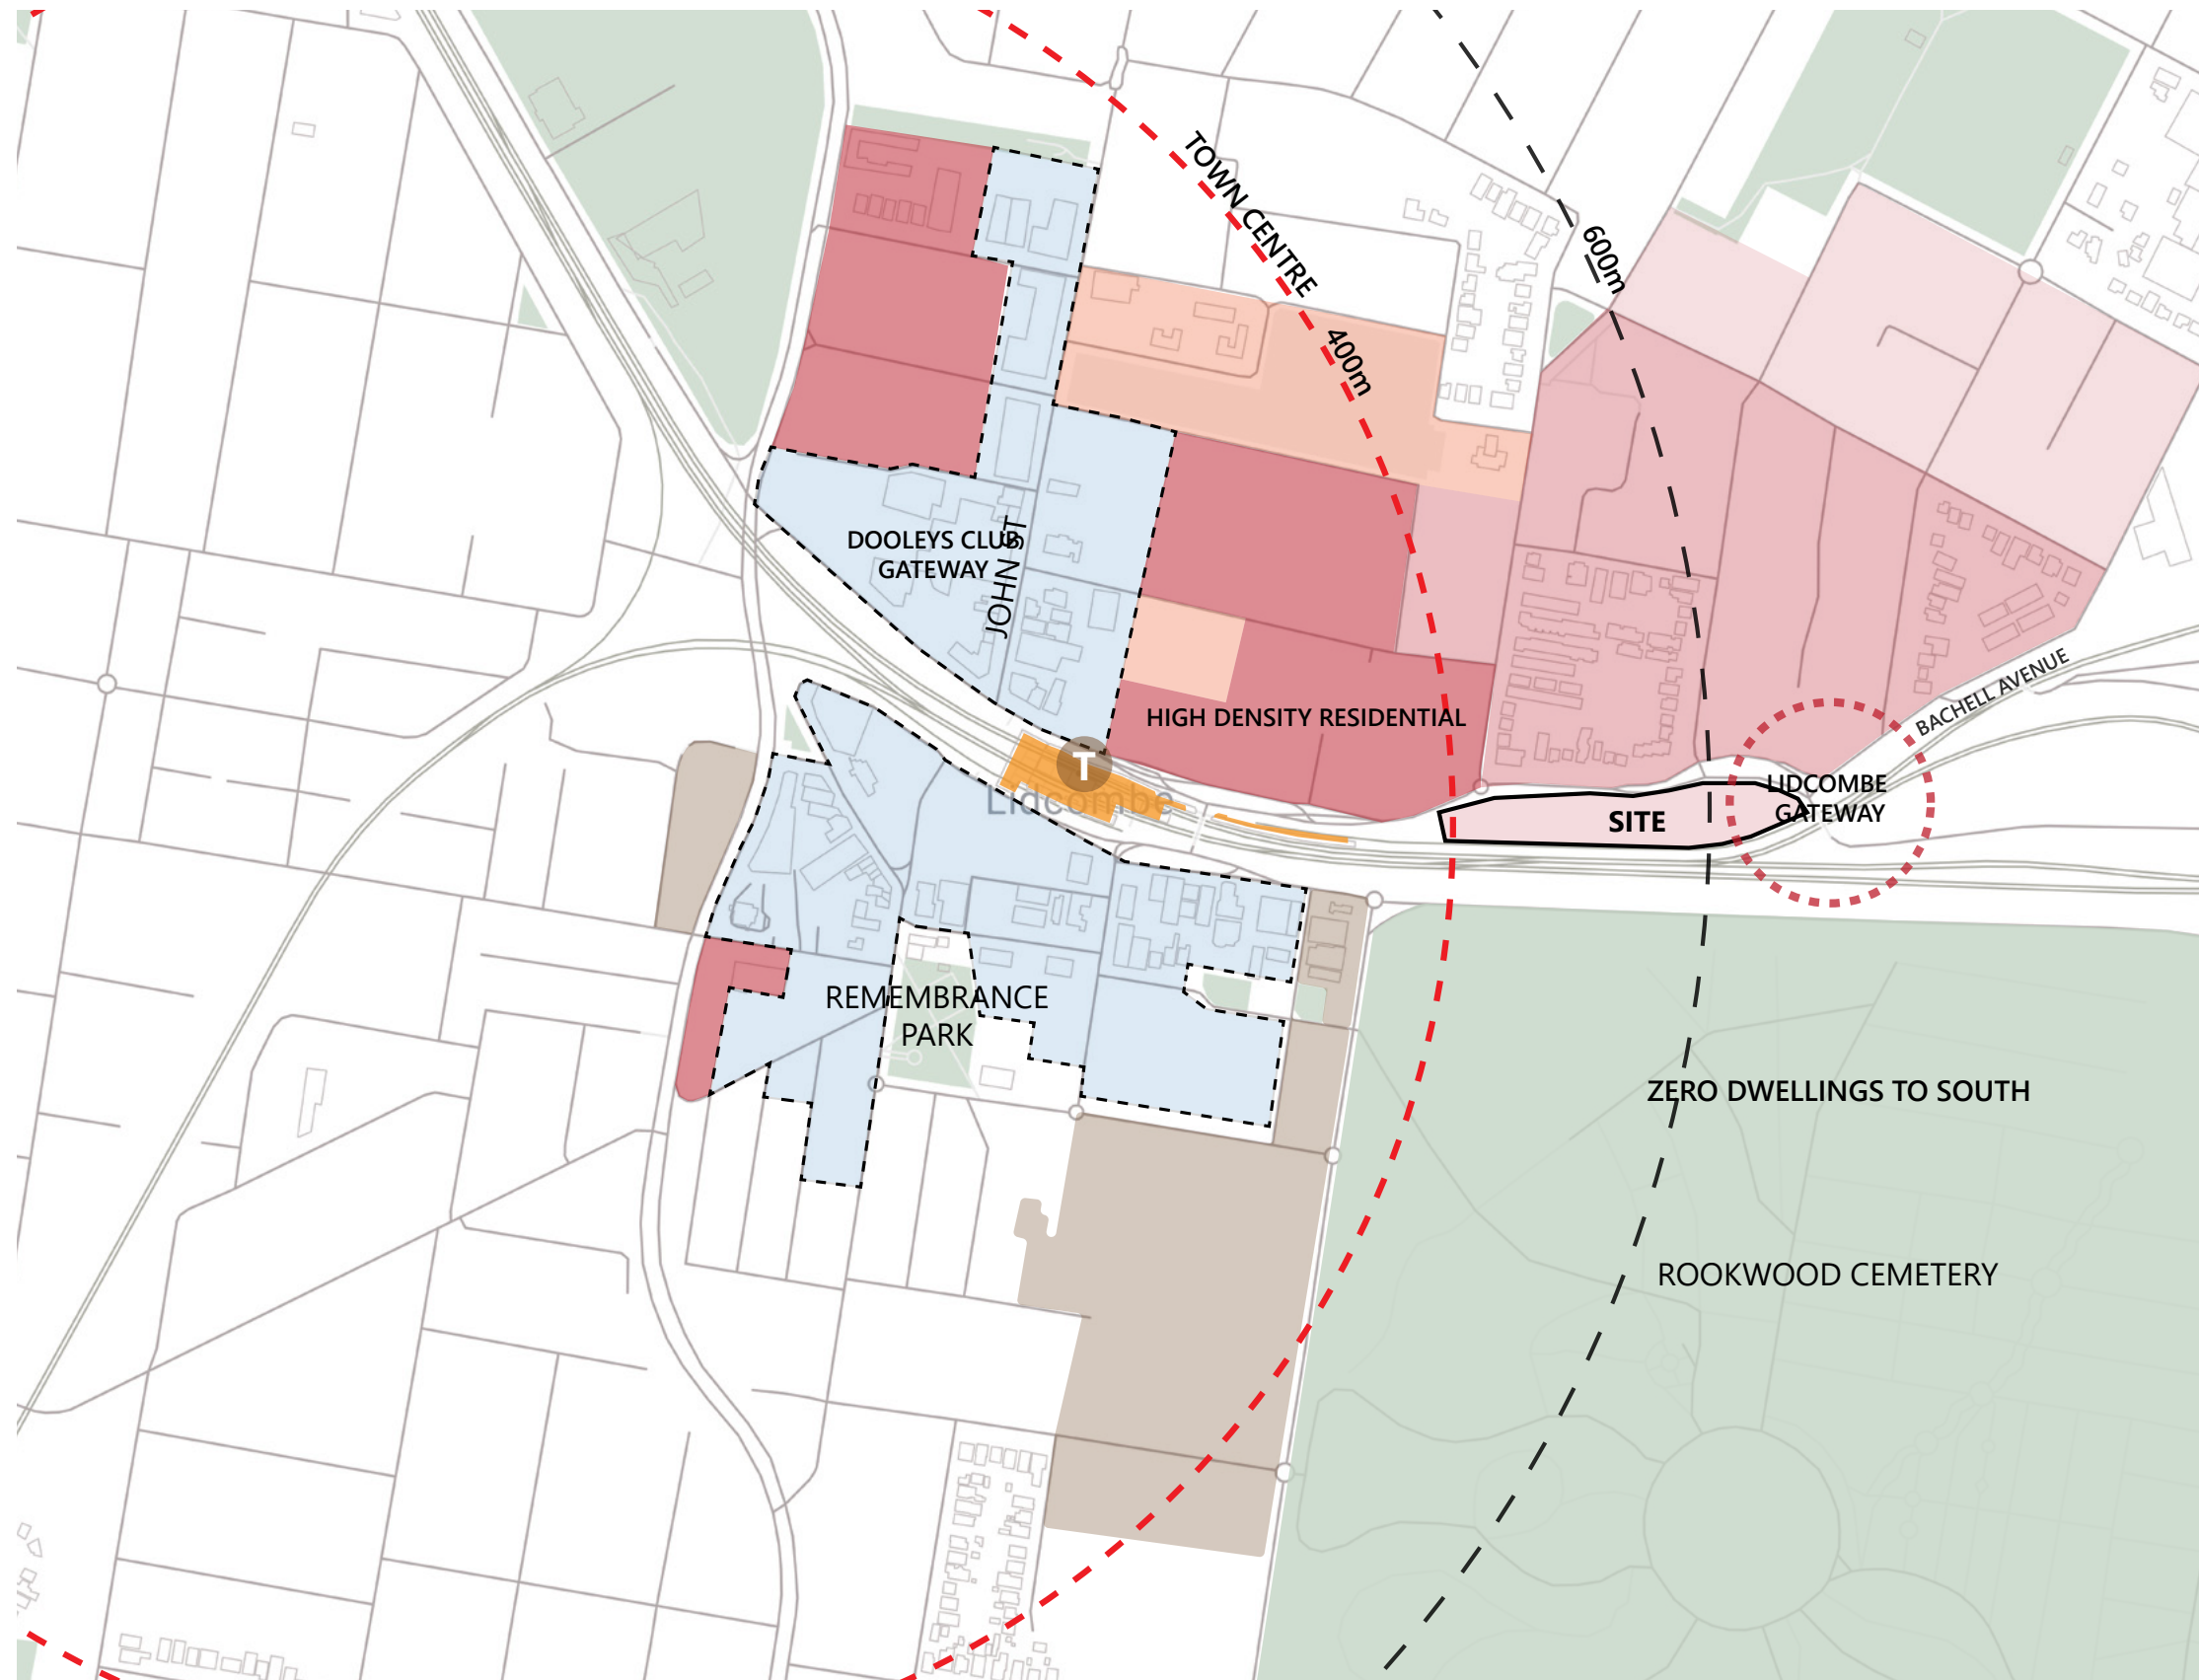 TOWN CENTRE
400m
600m
DOOLEYS CLUB
GATEWAY
JOHN ST
HIGH DENSITY RESIDENTIAL
BACHELL AVENUE
T
Lidcombe
LIDCOMBE
GATEWAY
SITE
REMEMBRANCE
PARK
ZERO DWELLINGS TO SOUTH
ROOKWOOD CEMETERY